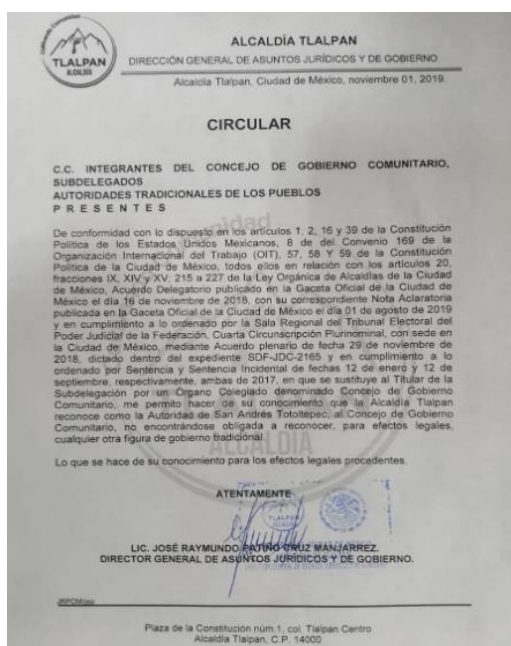 TLALPAN
ALCALDÍA
ALCALDÍA TLALPAN
DIRECCIÓN GENERAL DE ASUNTOS JURÍDICOS Y DE GOBIERNO
Alcaldía Tlalpan, Ciudad de México, noviembre 01, 2019.
CIRCULAR
C.C. INTEGRANTES DEL CONCEJO DE GOBIERNO COMUNITARIO,
SUBDELEGADOS
AUTORIDADES TRADICIONALES DE LOS PUEBLOS
P R E S E N T E S
De conformidad con lo dispuesto en los artículos 1, 2, 16 y 39 de la Constitución
Política de los Estados Unidos Mexicanos, 8 de del Convenio 169 de la
Organización Internacional del Trabajo (OIT), 57, 58 Y 59 de la Constitución
Política de la Ciudad de México, todos ellos en relación con los artículos 20,
fracciones IX, XIV y XV, 215 a 227 de la Ley Orgánica de Alcaldías de la Ciudad
de México, Acuerdo Delegatorio publicado en la Gaceta Oficial de la Ciudad de
México el día 16 de noviembre de 2018, con su correspondiente Nota Aclaratoria
publicada en la Gaceta Oficial de la Ciudad de México el día 01 de agosto de 2019
y en cumplimiento a lo ordenado por la Sala Regional del Tribunal Electoral del
Poder Judicial de la Federación, Cuarta Circunscripción Plurinominal, con sede en
la Ciudad de México, mediante Acuerdo plenario de fecha 29 de noviembre de
2018, dictado dentro del expediente SDF-JDC-2165 y en cumplimiento a lo
ordenado por Sentencia y Sentencia Incidental de fechas 12 de enero y 12 de
septiembre, respectivamente, ambas de 2017, en que se sustituye al Titular de la
Subdelegación por un Órgano Colegiado denominado Concejo de Gobierno
Comunitario, me permito hacer de su conocimiento que la Alcaldía Tlalpan
reconoce como la Autoridad de San Andrés Totoltepec, al Concejo de Gobierno
Comunitario, no encontrándose obligada a reconocer, para efectos legales,
cualquier otra figura de gobierno tradicional.
ALCALDÍA
Lo que se hace de su conocimiento para los efectos legales procedentes.
ATENTAMENTE
TLALPAN
LIC. JOSÉ RAYMUNDO PATIÑO CRUZ MANJARREZ.
DIRECTOR GENERAL DE ASUNTOS JURÍDICOS Y DE GOBIERNO.
Plaza de la Constitución núm.1, col. Tlalpan Centro
Alcaldía Tlalpan, C.P. 14000